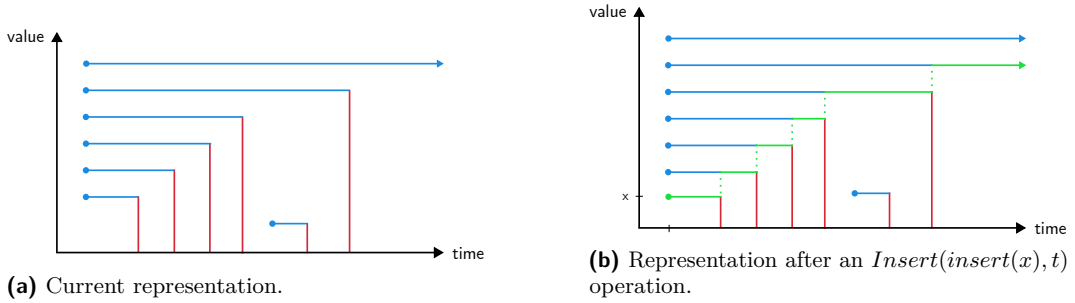 value
time
(a) Current representation.
value
x
time
(b) Representation after an Insert(insert(x), t)
operation.